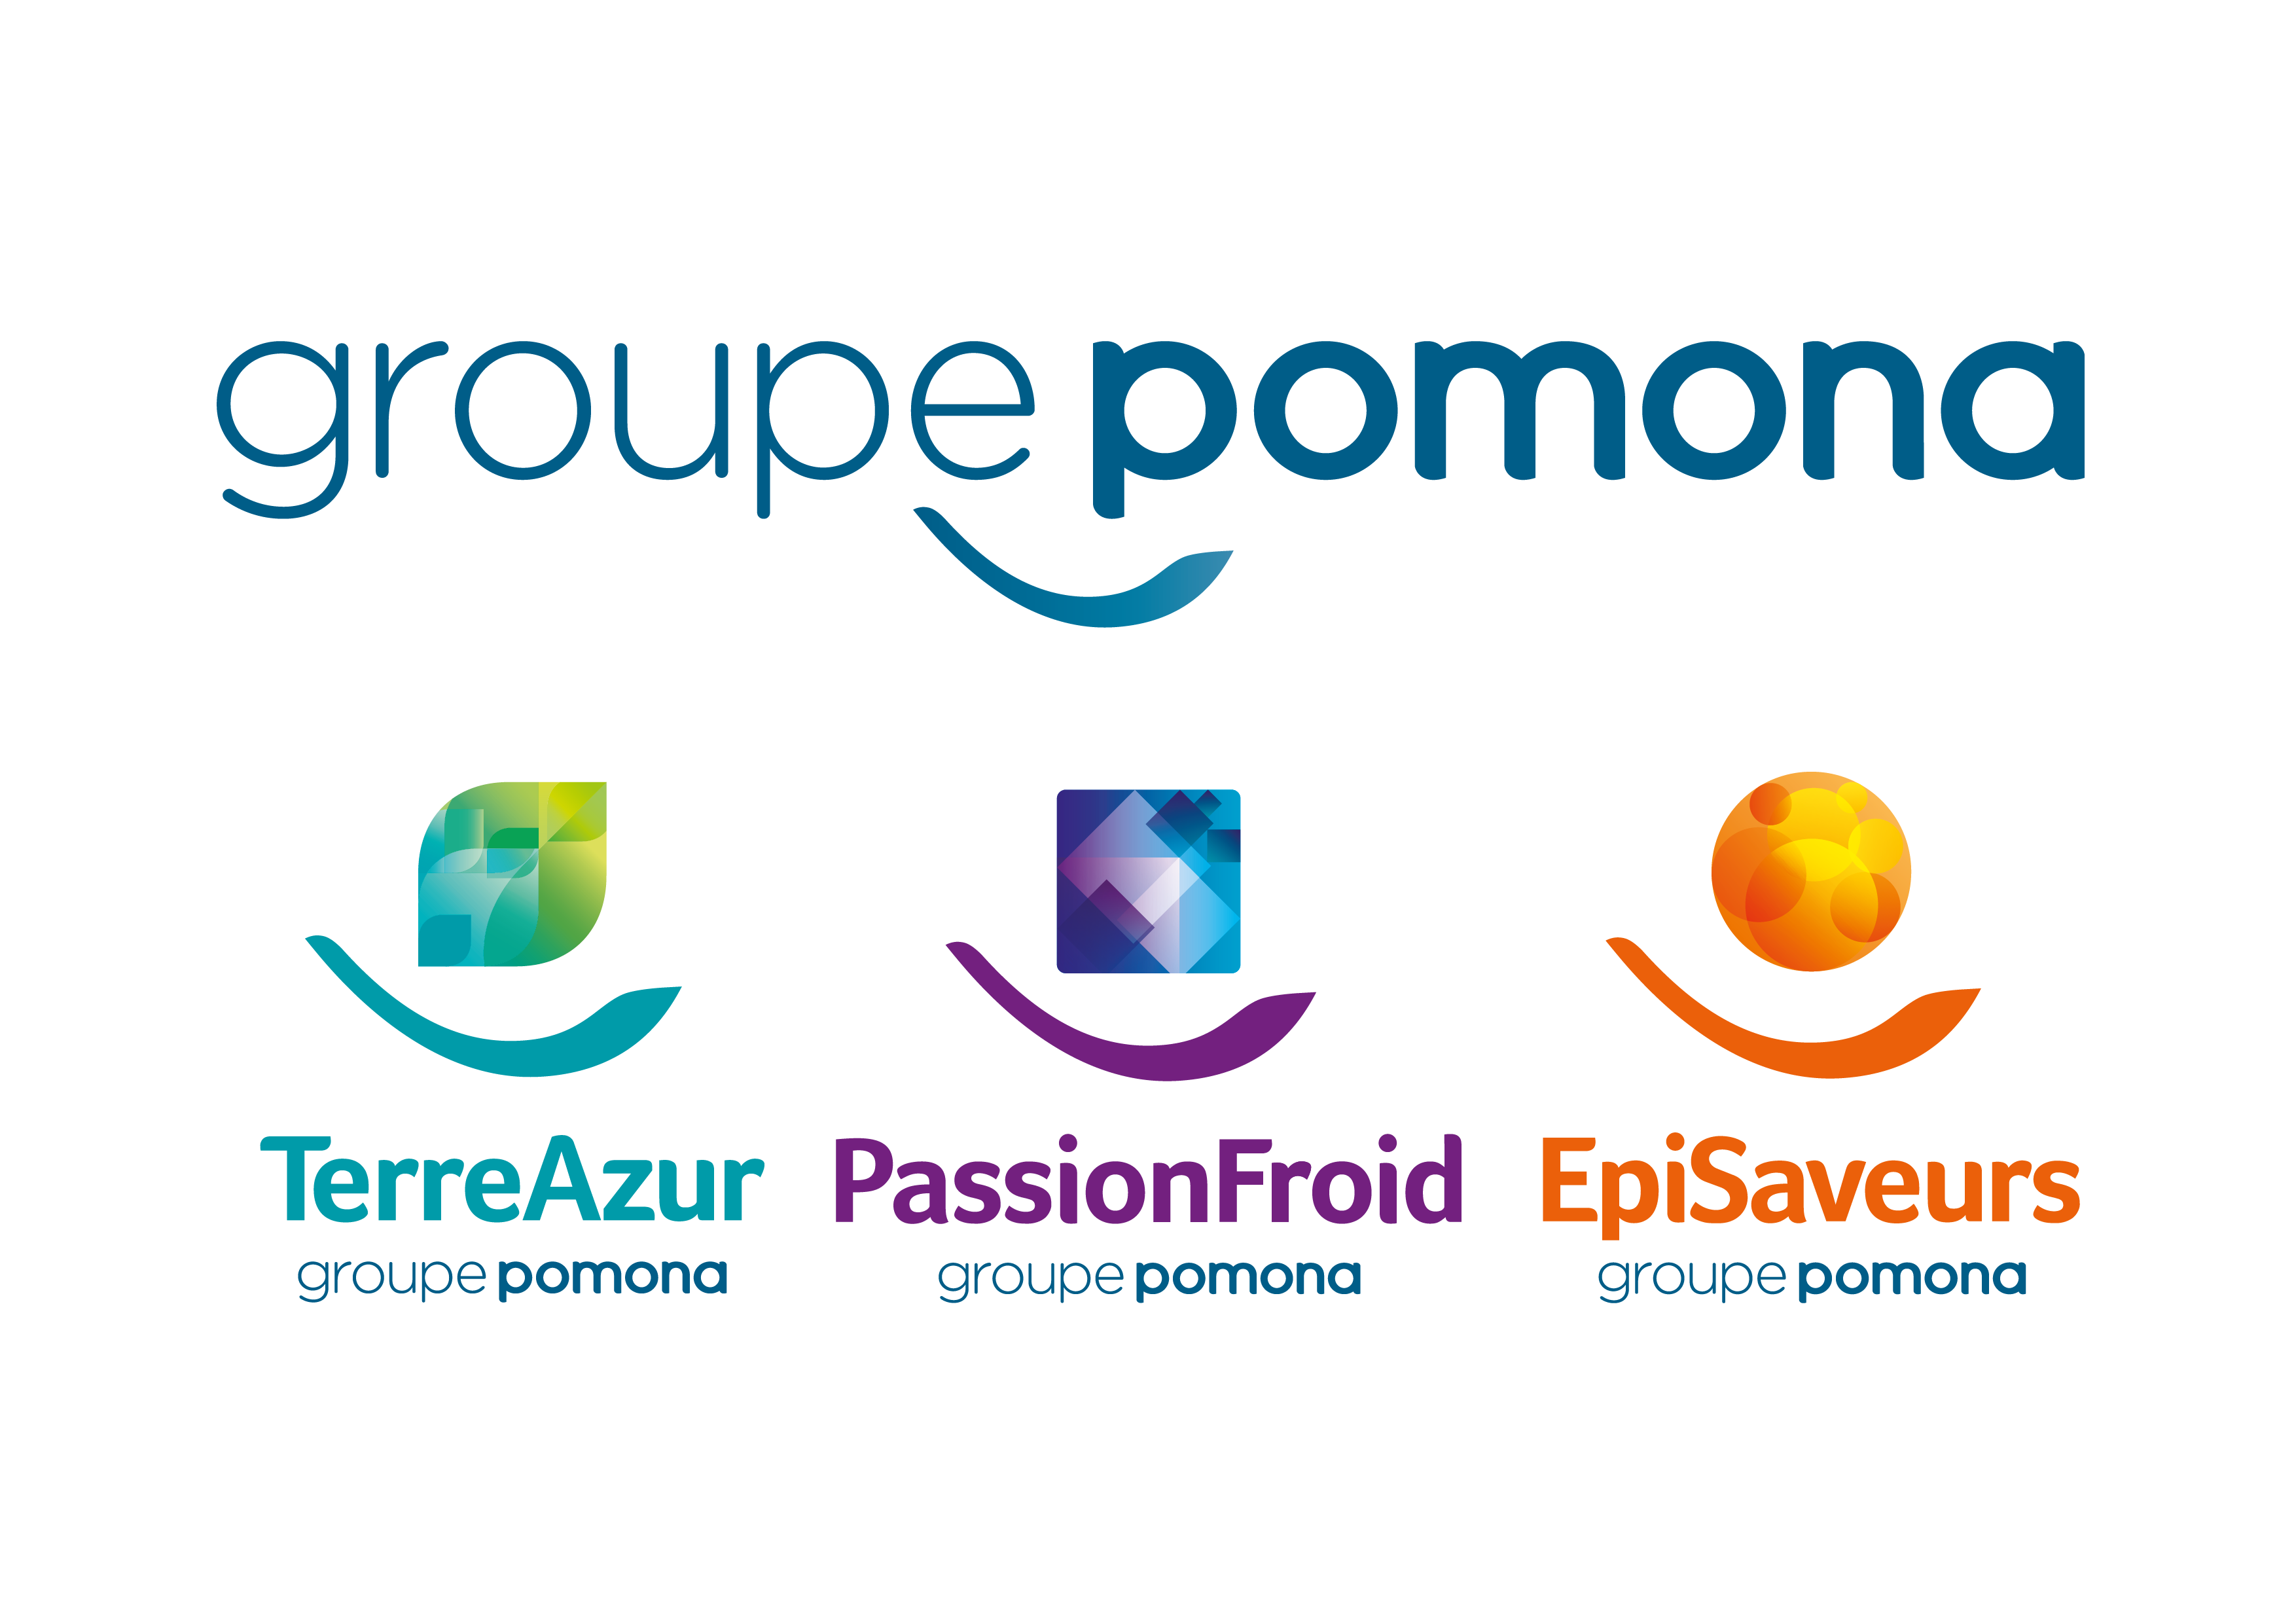 groupe pomona
TerreAzur
groupe pomona
PassionFroid
groupe pomona
EpiSaveurs
groupe pomona